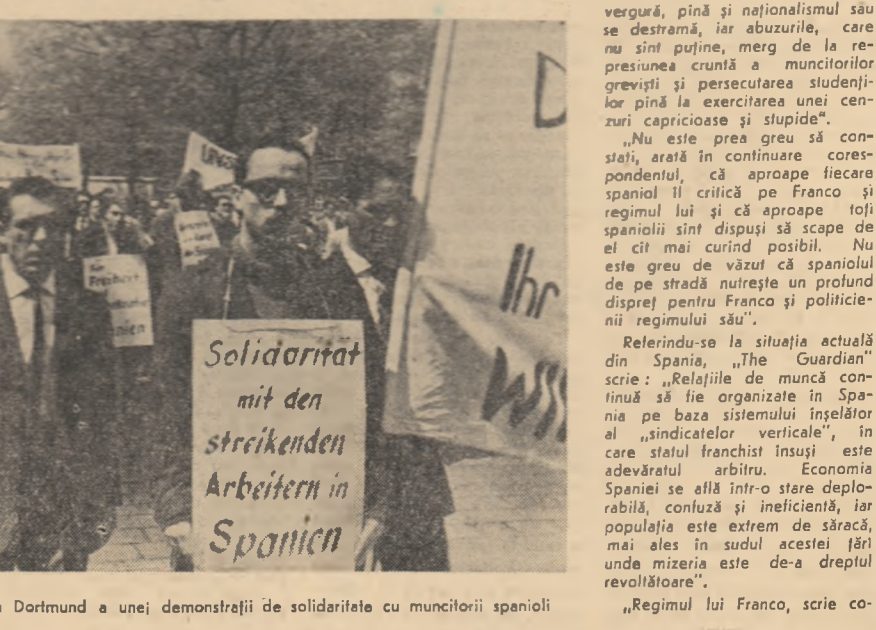 Für
Freiheit
Spanien
Solidarität
mit den
streikenden
Arbeitern in
Spanien
D
Ihr
Dortmund a unei demonstrații de solidaritate cu muncitorii spanioli
vergură, pînă și naționalismul său
se destramă, iar abuzurile, care
nu sînt puține, merg de la re-
presiunea cruntă a muncitorilor
greviști și persecutarea studenți-
lor pînă la exercitarea unei cen-
zuri capricioase și stupide".
„Nu este prea greu să con-
stați, arată în continuare cores-
pondentul, că aproape fiecare
spaniol îl critică pe Franco și
regimul lui și că aproape toți
spaniolii sînt dispuși să scape de
el cît mai curînd posibil. Nu
este greu de văzut că spaniolul
de pe stradă nutrește un profund
dispreț pentru Franco și politicie-
nii regimului său".
Referindu-se la situația actuală
din Spania, „The Guardian"
scrie : „Relațiile de muncă con-
tinuă să fie organizate în Spa-
nia pe baza sistemului înșelător
al „sindicatelor verticale", în
care statul franchist însuși este
adevăratul arbitru. Economia
Spaniei se află într-o stare deplo-
rabilă, confuză și ineficientă, iar
populația este extrem de săracă,
mai ales în sudul acestei țări
unde mizeria este de-a dreptul
revoltătoare".
„Regimul lui Franco, scrie co-